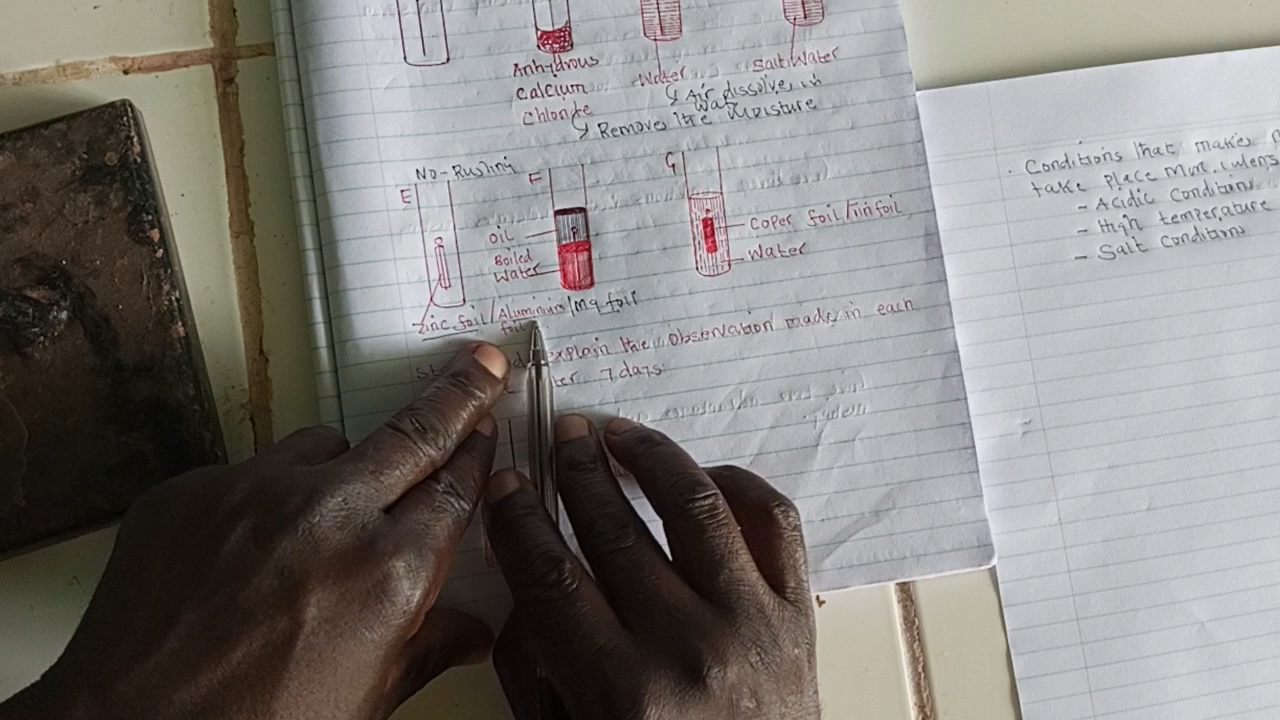 Anhydrous
Calcium
Chloride
Water
Salt Water
Air dissolve in
Water
Remove the Moisture
No-Rusting
E
F
G
Oil
Boiled
Water
Coper foil/tin foil
Water
Zinc foil/Aluminium/Mg foil
foil
explain the observation made in each
7 days.
Conditions that makes
take place more
- Acidic Conditions
- High temperature
- Salt Conditions